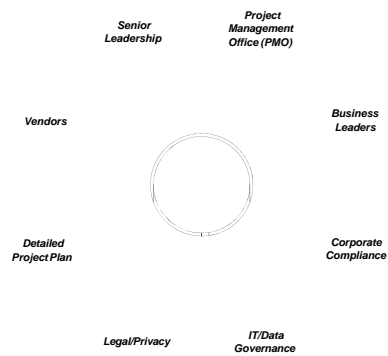 Senior
Leadership
Project
Management
Office (PMO)
Vendors
Business
Leaders
Detailed
Project Plan
Corporate
Compliance
Legal/Privacy
IT/Data
Governance